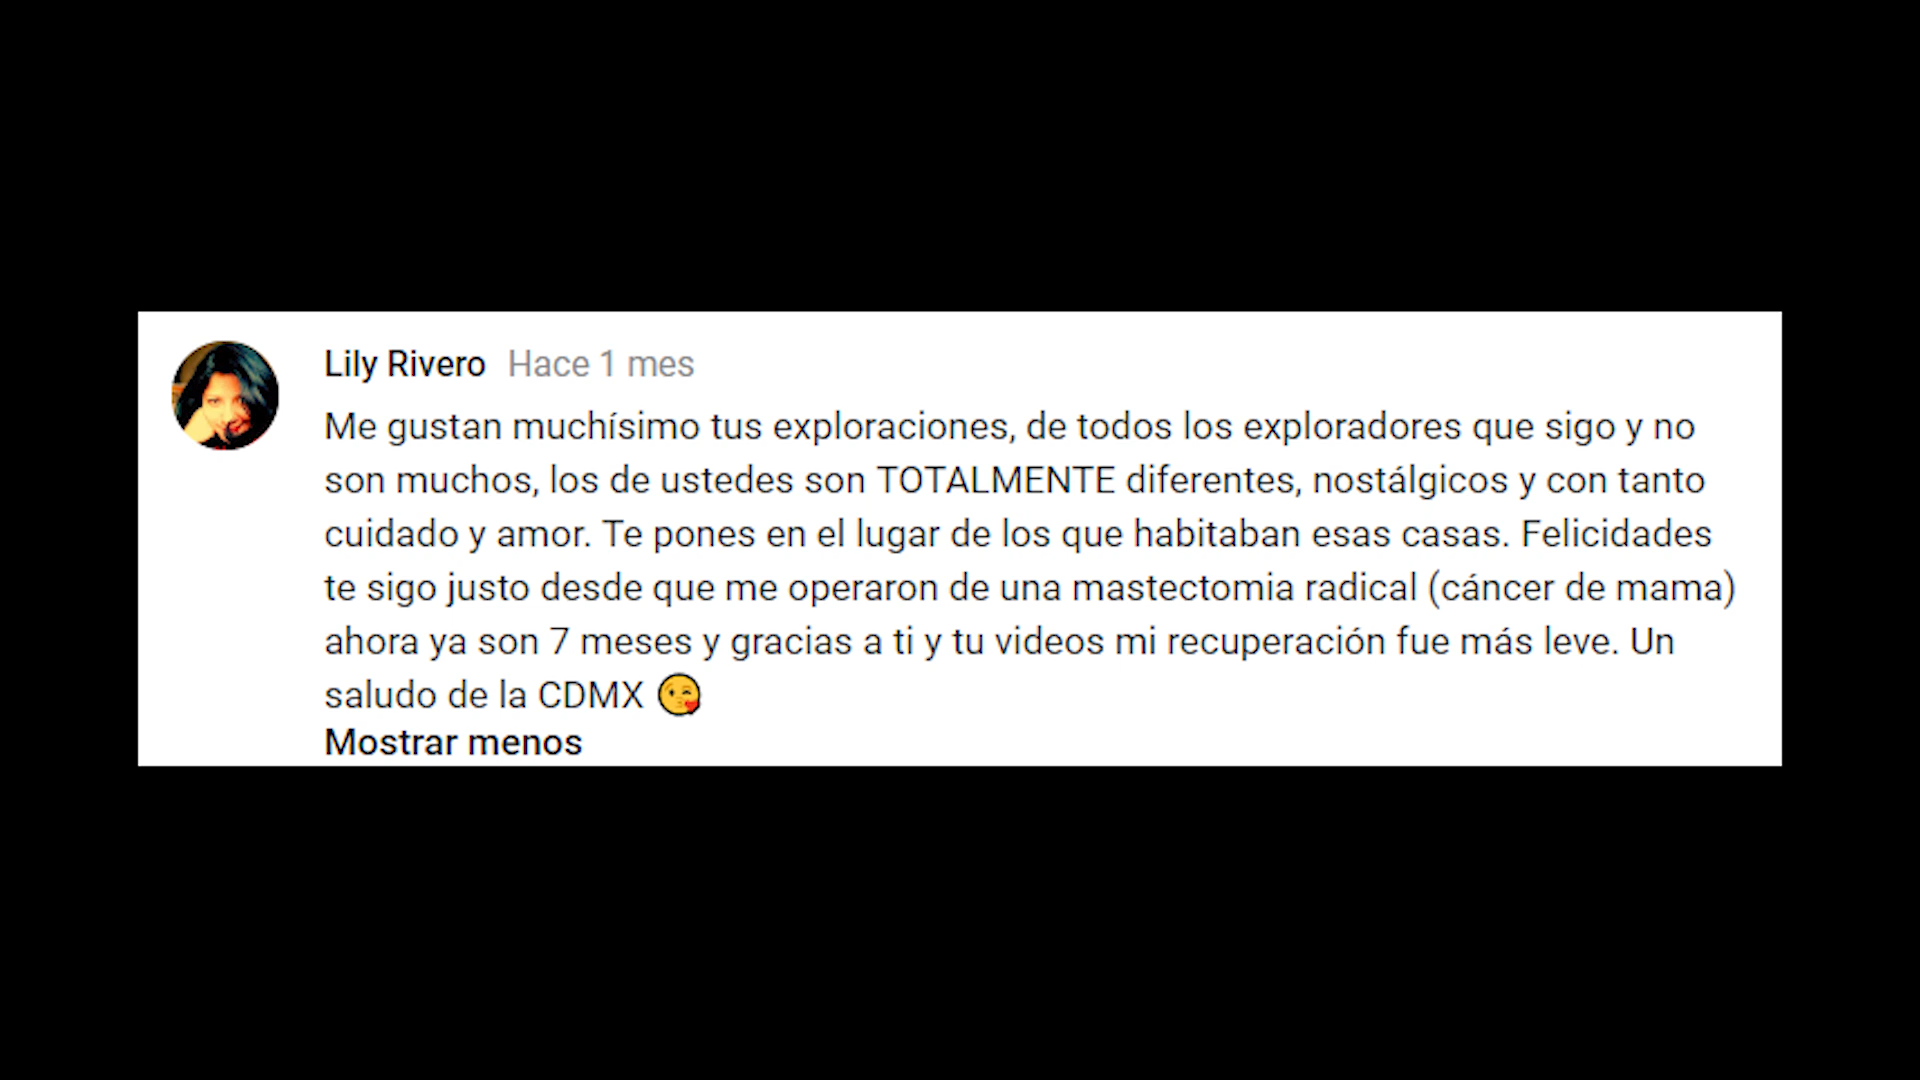 Lily Rivero Hace 1 mes
Me gustan muchísimo tus exploraciones, de todos los exploradores que sigo y no
son muchos, los de ustedes son TOTALMENTE diferentes, nostálgicos y con tanto
cuidado y amor. Te pones en el lugar de los que habitaban esas casas. Felicidades
te sigo justo desde que me operaron de una mastectomia radical (cáncer de mama)
ahora ya son 7 meses y gracias a ti y tu videos mi recuperación fue más leve. Un
saludo de la CDMX 😘
Mostrar menos